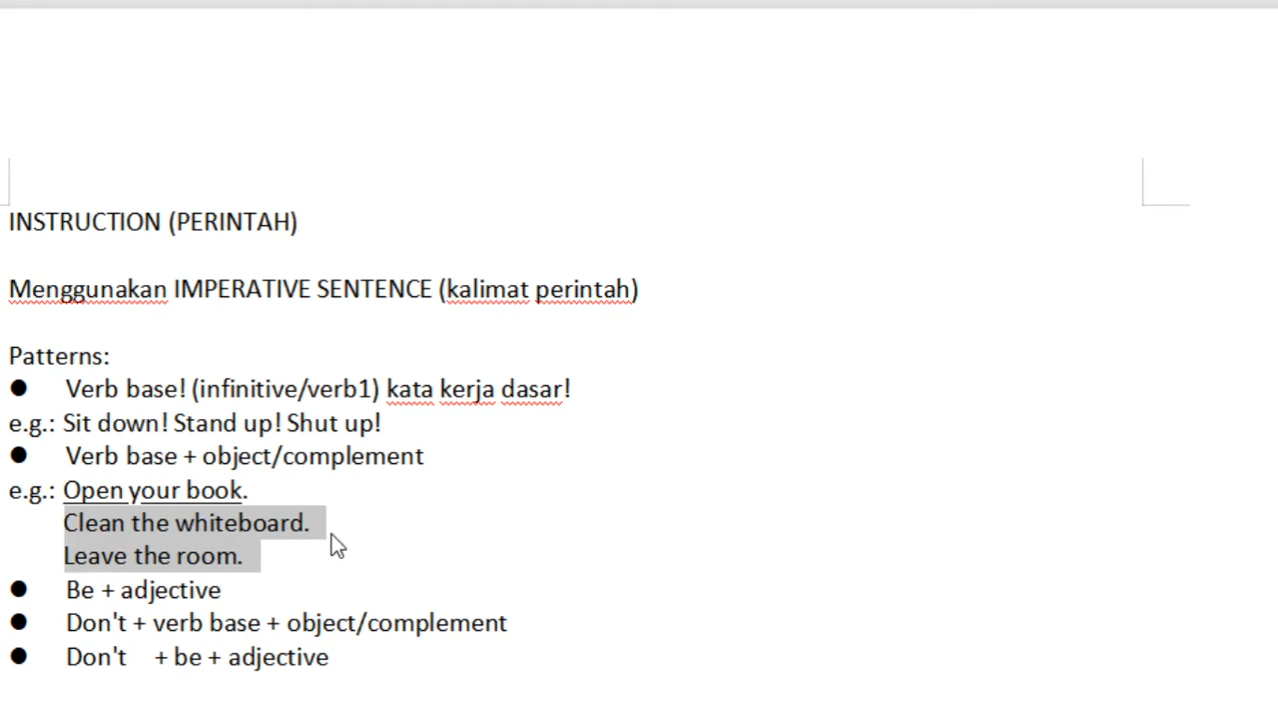 INSTRUCTION (PERINTAH)
Menggunakan IMPERATIVE SENTENCE (kalimat perintah)
Patterns:
● Verb base! (infinitive/verb1) kata kerja dasar!
e.g.: Sit down! Stand up! Shut up!
● Verb base + object/complement
e.g.: Open your book.
Clean the whiteboard.
Leave the room.
● Be + adjective
● Don't + verb base + object/complement
● Don't + be + adjective